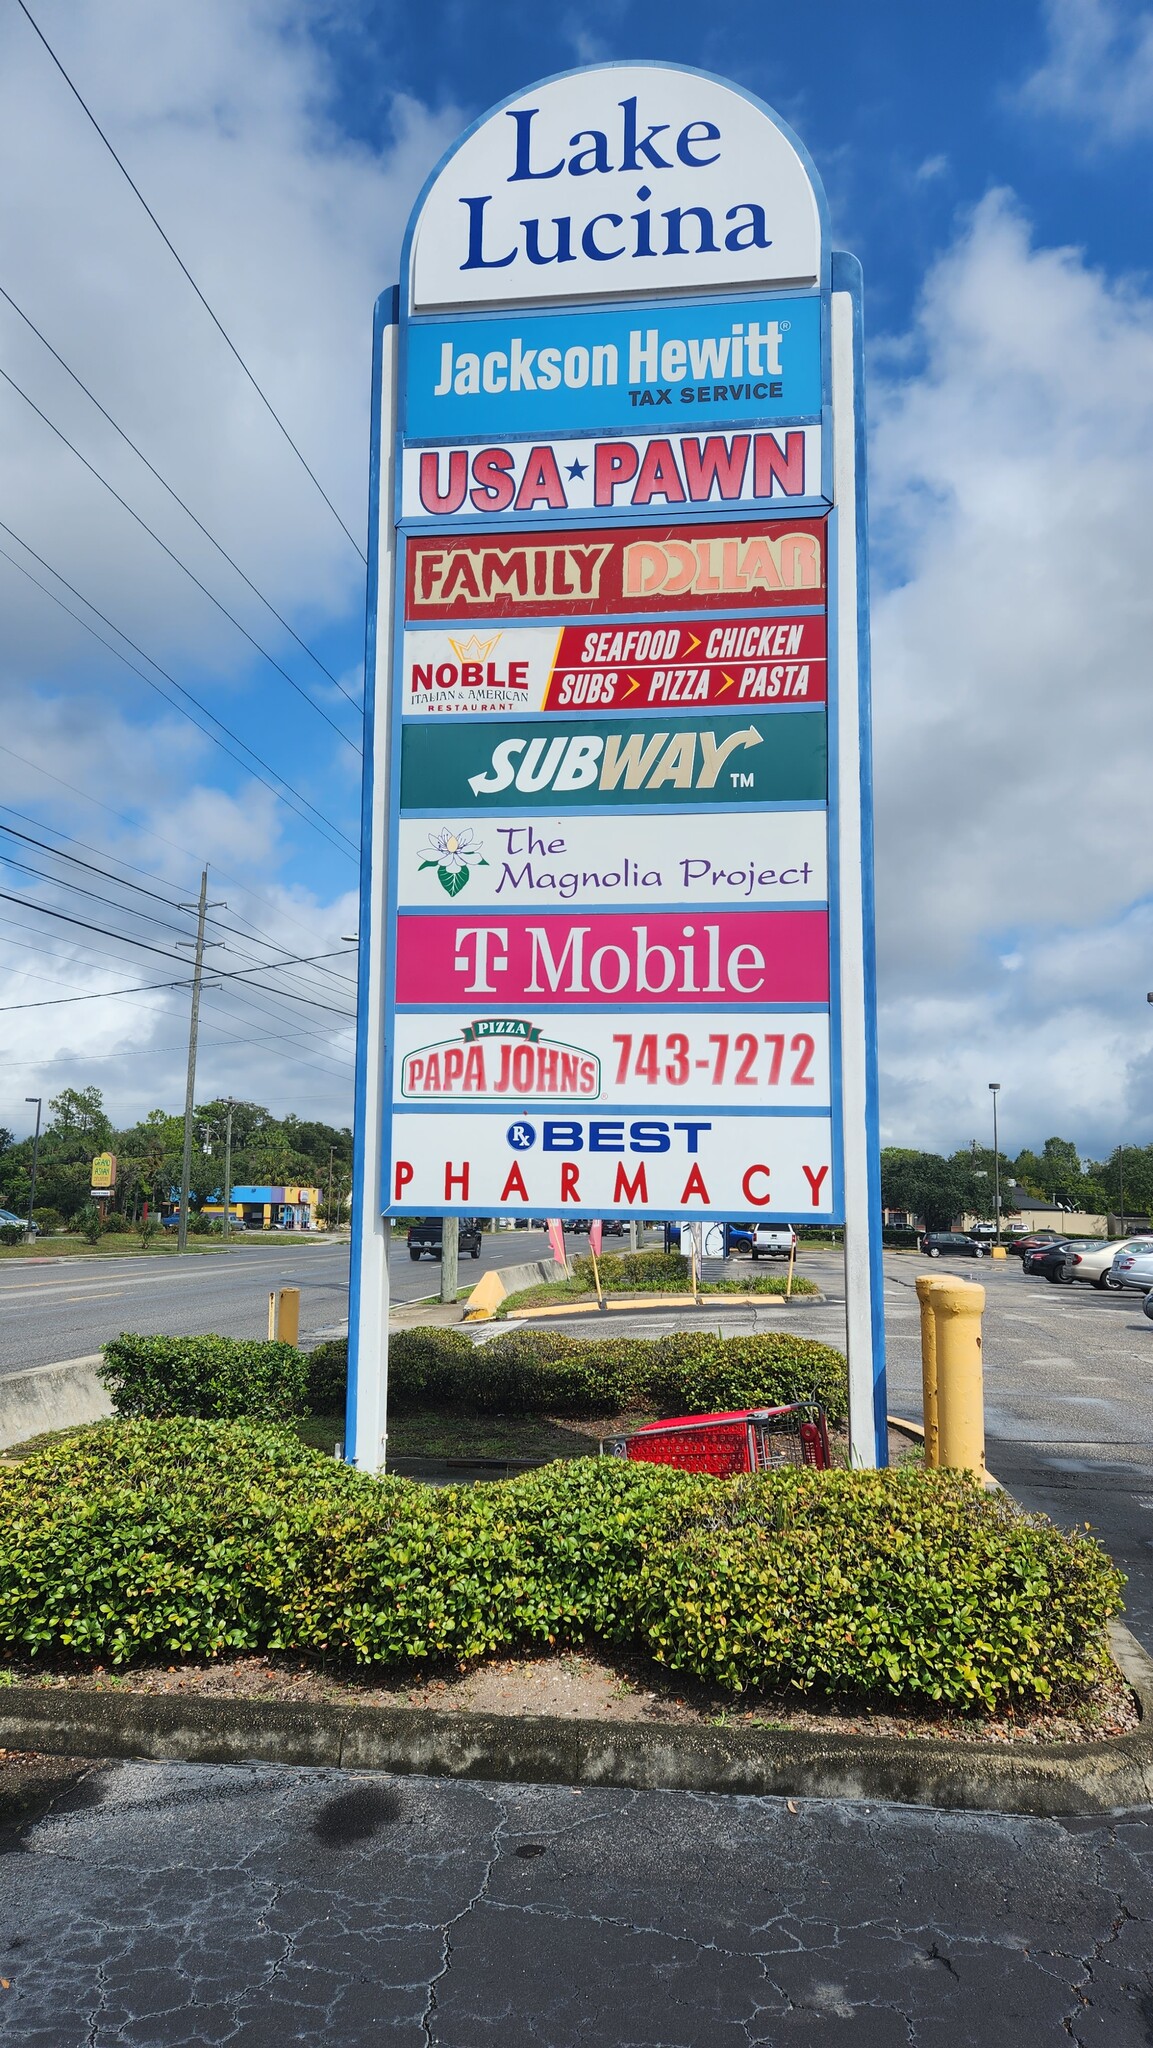 Lake
Lucina
Jackson Hewitt®
TAX SERVICE
USA★PAWN
FAMILY DOLLAR
NOBLE
ITALIAN & AMERICAN
RESTAURANT
SEAFOOD > CHICKEN
SUBS > PIZZA > PASTA
SUBWAY TM
The
Magnolia Project
T Mobile
PIZZA
PAPA JOHN'S® 743-7272
Rx BEST
PHARMACY